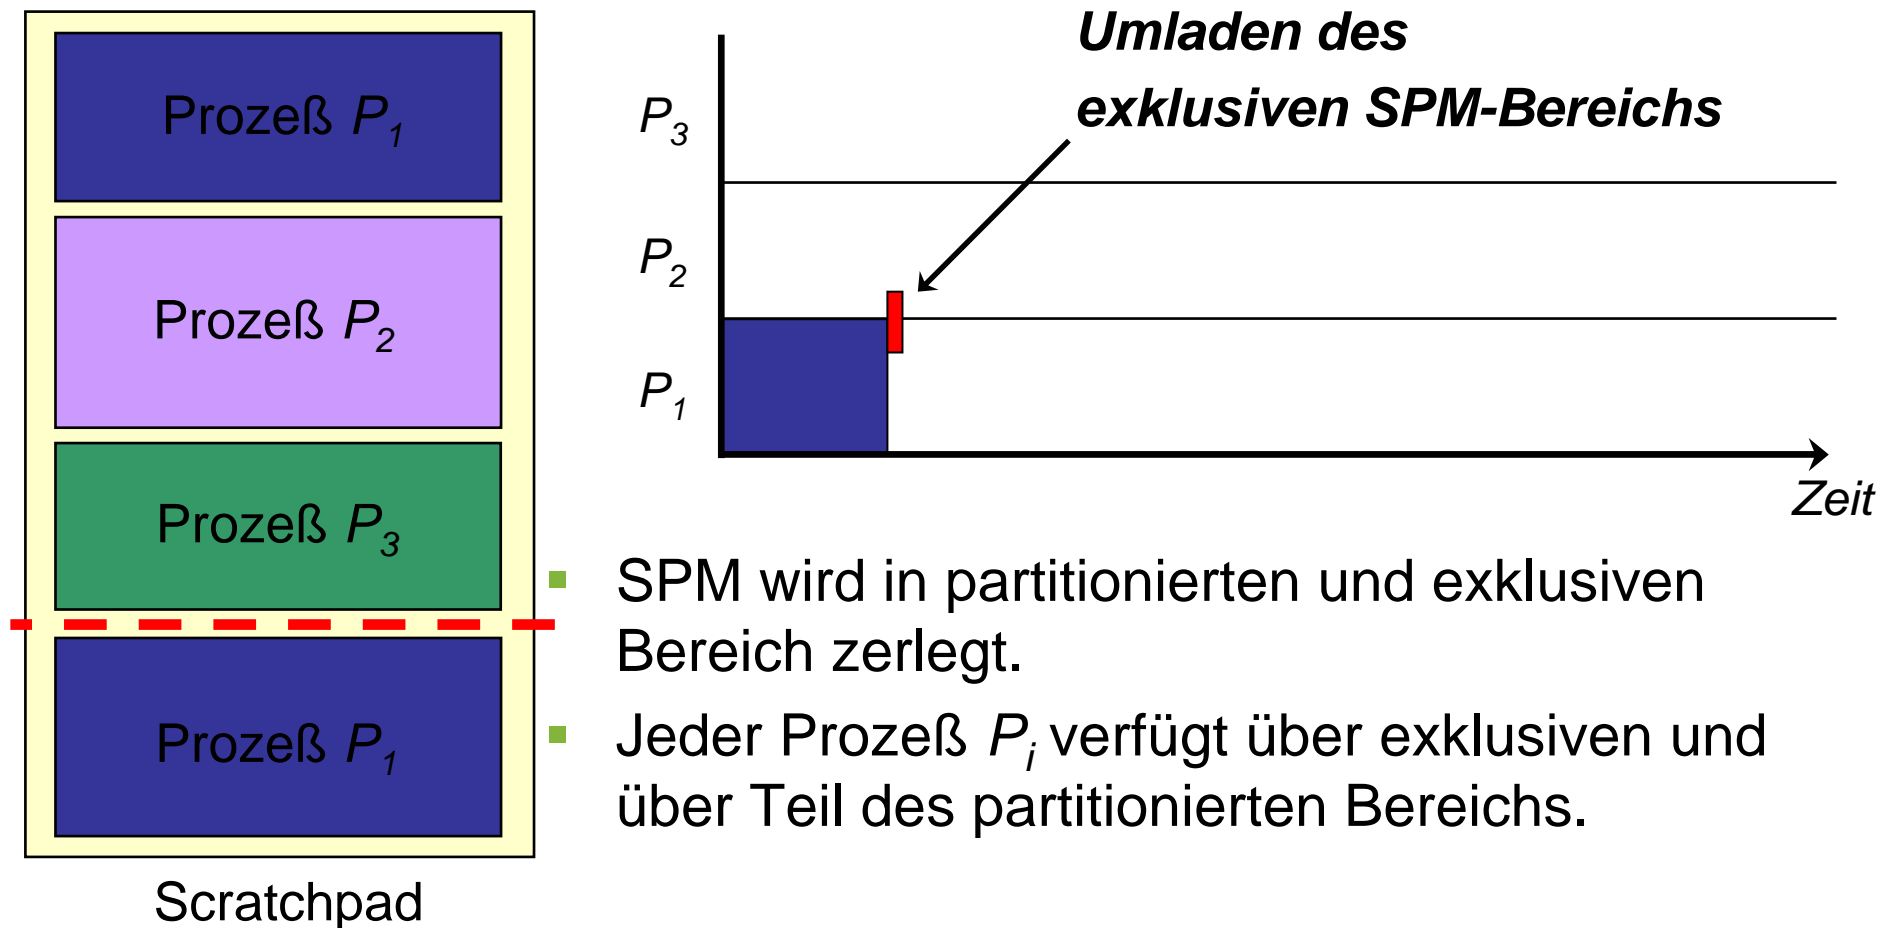 Prozeß P1
Prozeß P2
Prozeß P3
Prozeß P1
Scratchpad
Umladen des
exklusiven SPM-Bereichs
P3
P2
P1
Zeit
SPM wird in partitionierten und exklusiven
Bereich zerlegt.
Jeder Prozeß Pi verfügt über exklusiven und
über Teil des partitionierten Bereichs.